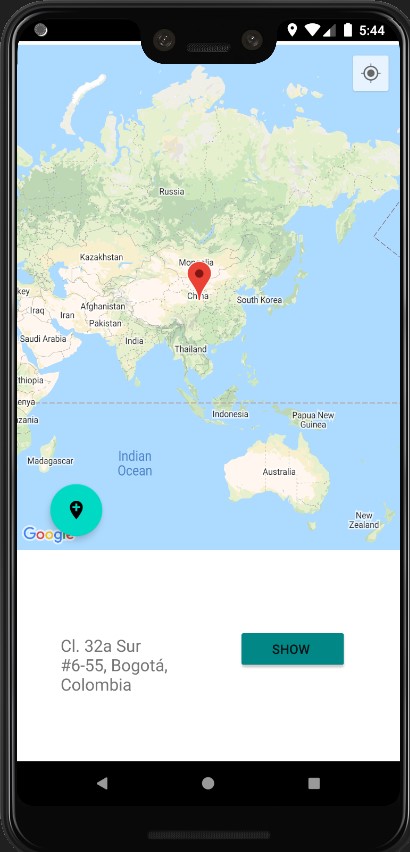 5:44
Russia
Kazakhstan
Mongolia
key
China
South Korea
Iraq
Iran
Afghanistan
Pakistan
Saudi Arabia
India
Thailand
thiopia
enya
Indonesia
Papua New
Guinea
nzania
Madagascar
Indian
Ocean
Australia
New
Zealand
Google
Cl. 32a Sur
#6-55, Bogotá,
Colombia
SHOW